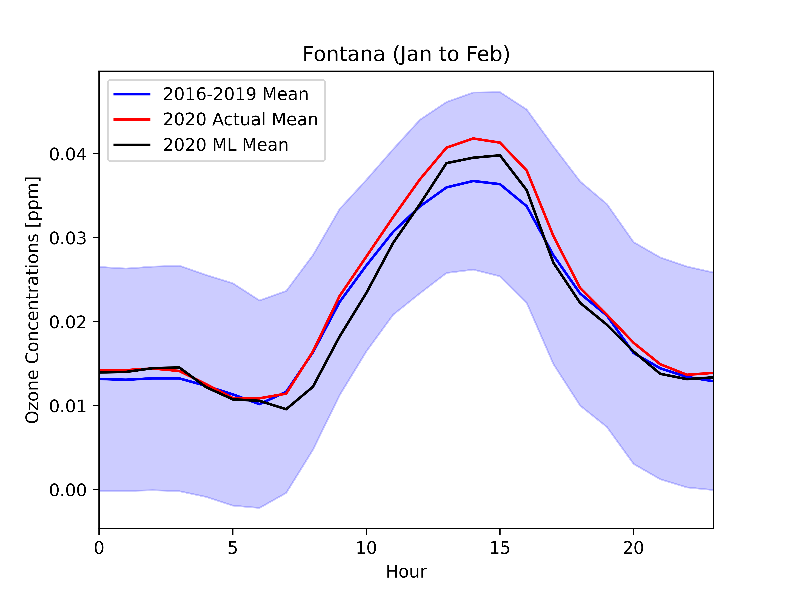 Fontana (Jan to Feb)
2016-2019 Mean
2020 Actual Mean
2020 ML Mean
Ozone Concentrations [ppm]
0.04
0.03
0.02
0.01
0.00
0 5 10 15 20
Hour